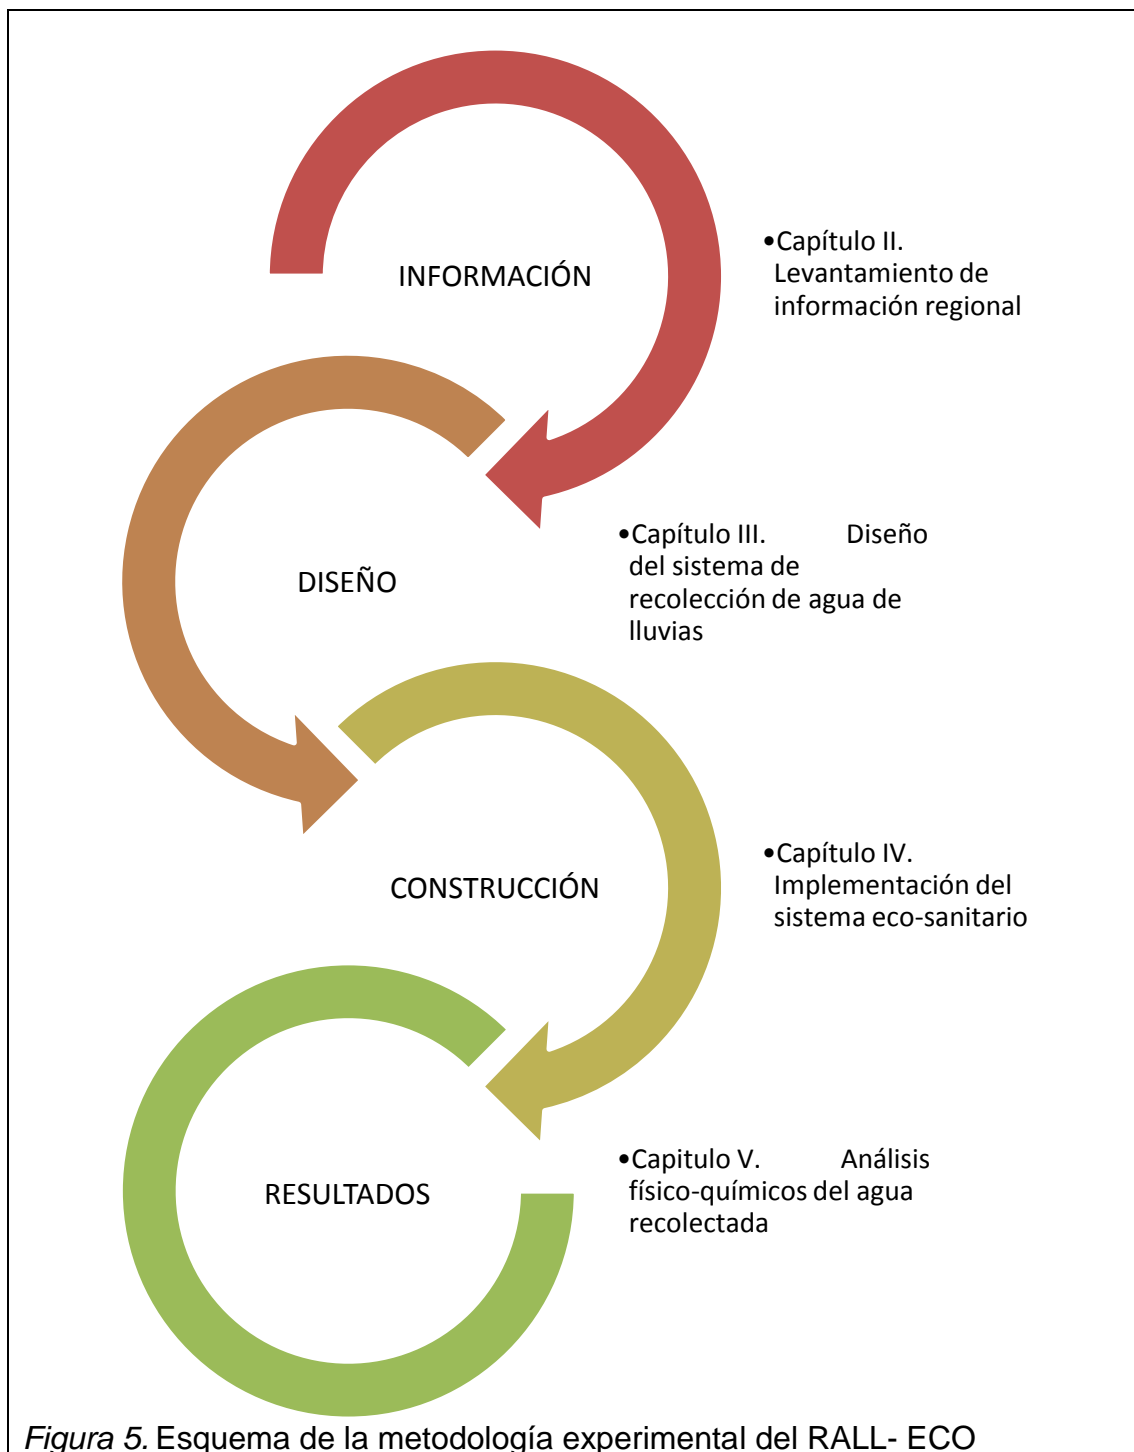 INFORMACIÓN
•Capítulo II.
Levantamiento de
información regional
DISEÑO
•Capítulo III. Diseño
del sistema de
recolección de agua de
lluvias
CONSTRUCCIÓN
•Capítulo IV.
Implementación del
sistema eco-sanitario
RESULTADOS
•Capitulo V. Análisis
físico-químicos del agua
recolectada
Figura 5. Esquema de la metodología experimental del RALL- ECO